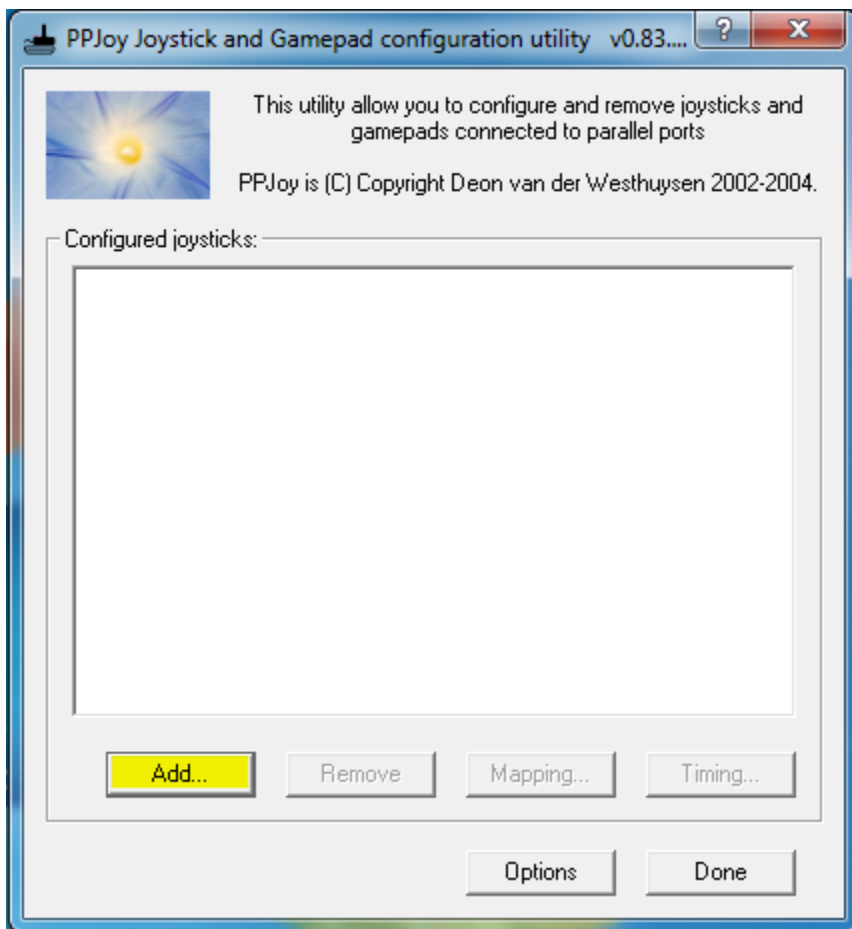 PPJoy Joystick and Gamepad configuration utility v0.83....
?
X
This utility allow you to configure and remove joysticks and
gamepads connected to parallel ports
PPJoy is (C) Copyright Deon van der Westhuysen 2002-2004.
Configured joysticks:
Add...
Remove
Mapping...
Timing...
Options
Done